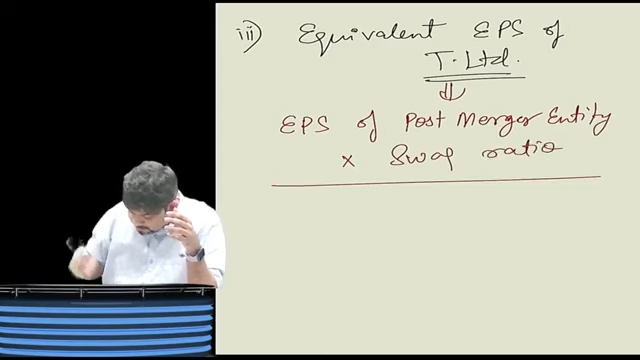 iii) Equivalent EPS of
T. Ltd.
EPS of Post Merger Entity
x Swap ratio